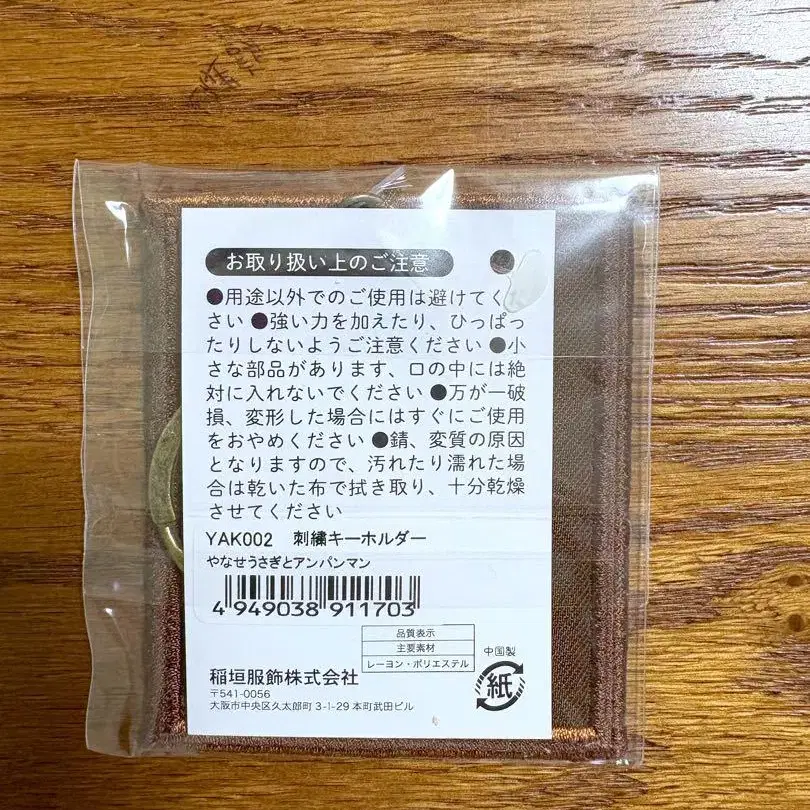 お取り扱い上のご注意
●用途以外でのご使用は避けてくだ
さい ●強い力を加えたり、ひっぱっ
たりしないようご注意ください ●小
さな部品があります、口の中には絶
対に入れないでください ●万が一破
損、変形した場合にはすぐにご使用
をおやめください ●錆、変質の原因
となりますので、汚れたり濡れた場
合は乾いた布で拭き取り、十分乾燥
させてください
YAK002 刺繍キーホルダー
やなせうさぎとアンパンマン
4 949038 911703
品質表示
主要素材
レーヨン・ポリエステル
中国製
紙
稲垣服飾株式会社
〒541-0056
大阪市中央区久太郎町 3-1-29 本町武田ビル